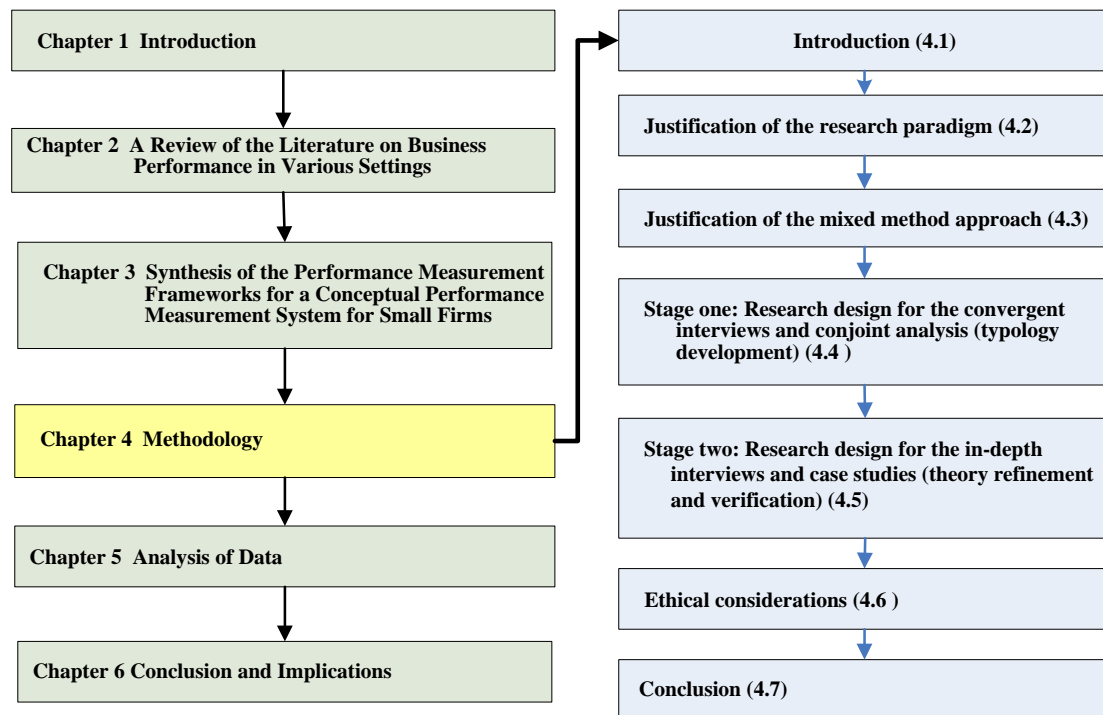 Chapter 1 Introduction
Chapter 2 A Review of the Literature on Business
Performance in Various Settings
Chapter 3 Synthesis of the Performance Measurement
Frameworks for a Conceptual Performance
Measurement System for Small Firms
Chapter 4 Methodology
Chapter 5 Analysis of Data
Chapter 6 Conclusion and Implications
Introduction (4.1)
Justification of the research paradigm (4.2)
Justification of the mixed method approach (4.3)
Stage one: Research design for the convergent
interviews and conjoint analysis (typology
development) (4.4 )
Stage two: Research design for the in-depth
interviews and case studies (theory refinement
and verification) (4.5)
Ethical considerations (4.6 )
Conclusion (4.7)